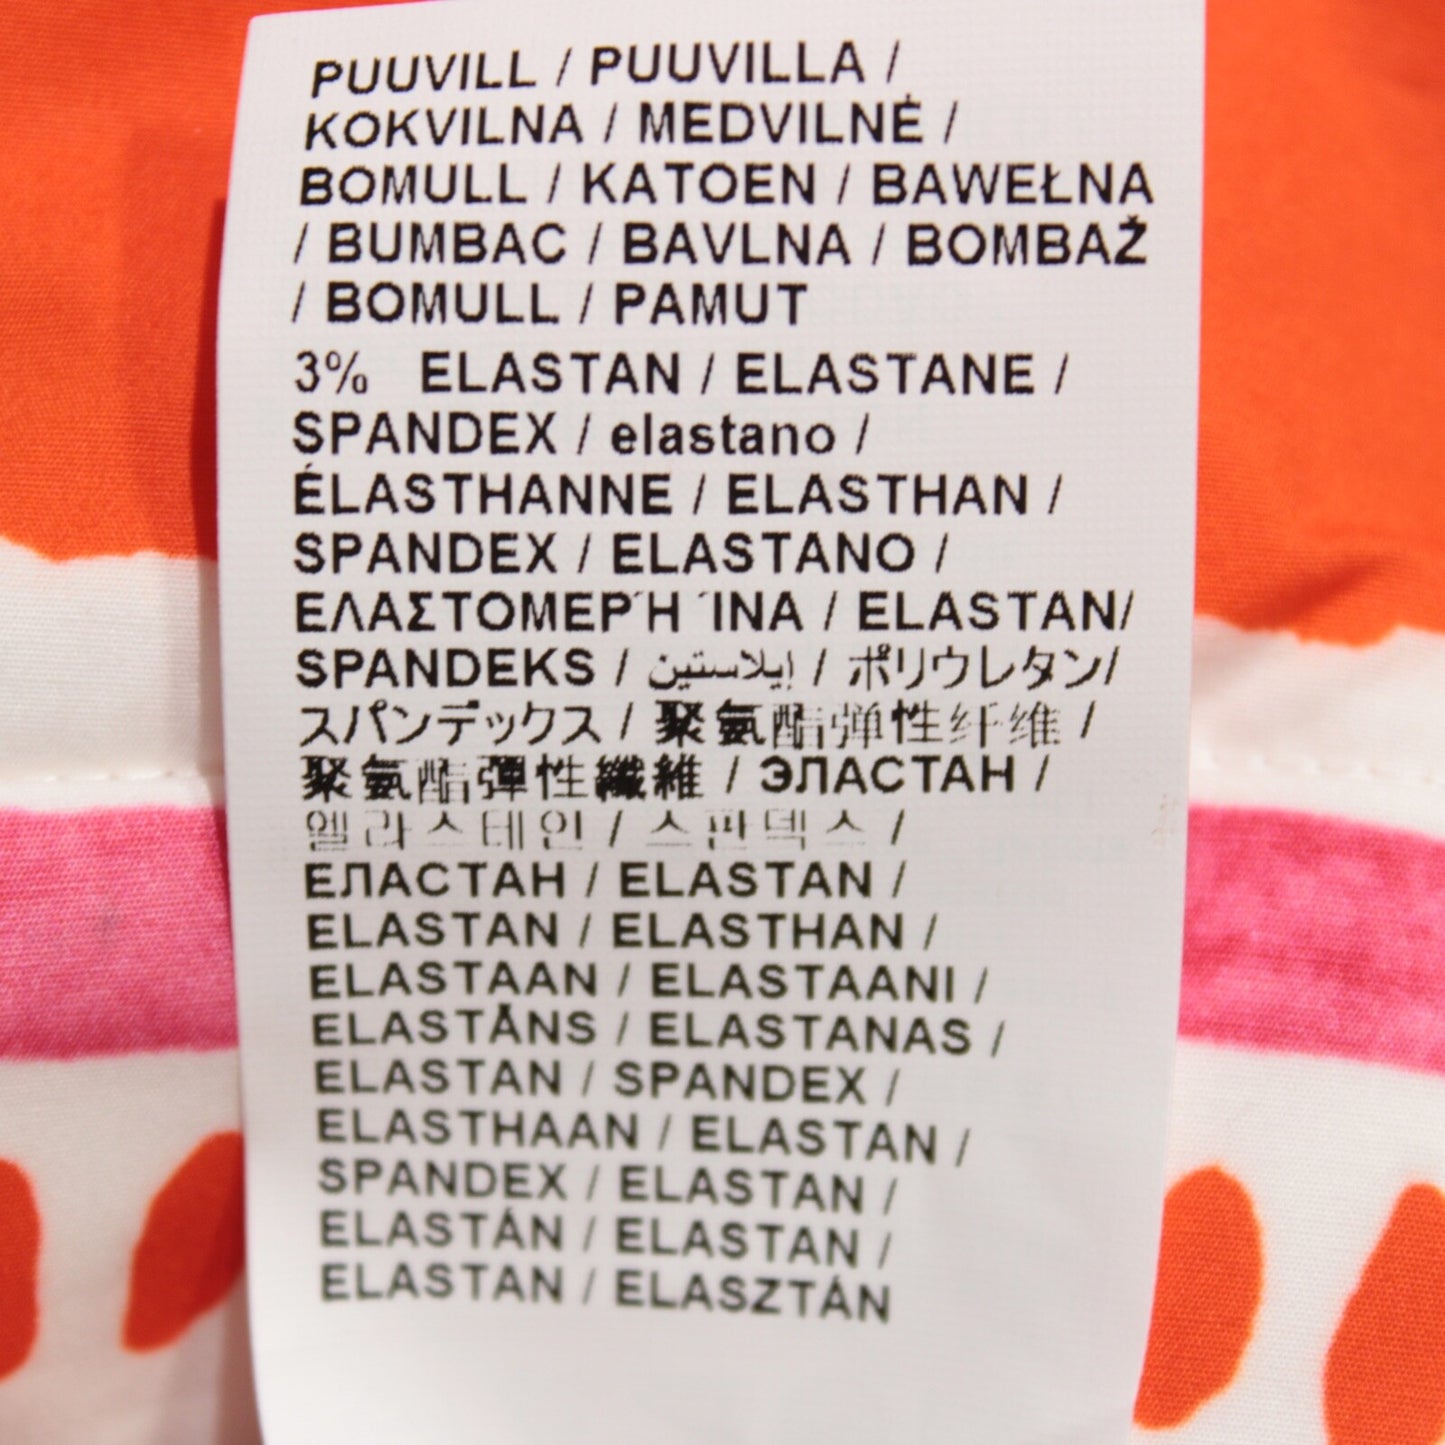 PUUVILL / PUUVILLA /
KOKVILNA / MEDVILNĖ /
BOMULL / KATOEN / BAWEŁNA
/ BUMBAC / BAVLNA / BOMBAŽ
/ BOMULL / PAMUT
3% ELASTAN / ELASTANE /
SPANDEX / elastano /
ÉLASTHANNE / ELASTHAN /
SPANDEX / ELASTANO /
ΕΛΑΣΤΟΜΕΡ΄Η ΄ΙΝΑ / ELASTAN/
SPANDEKS / إيلاستين / ポリウレタン/
スパンデックス / 聚氨酯弹性纤维 /
聚氨酯彈性纖維 / ЭЛАСТАН /
엘라스테인 / 스판덱스 /
ЕЛАСТАН / ELASTAN /
ELASTAN / ELASTHAN /
ELASTAAN / ELASTAANI /
ELASTĀNS / ELASTANAS /
ELASTAN / SPANDEX /
ELASTHAAN / ELASTAN /
SPANDEX / ELASTAN /
ELASTÁN / ELASTAN /
ELASTAN / ELASZTÁN